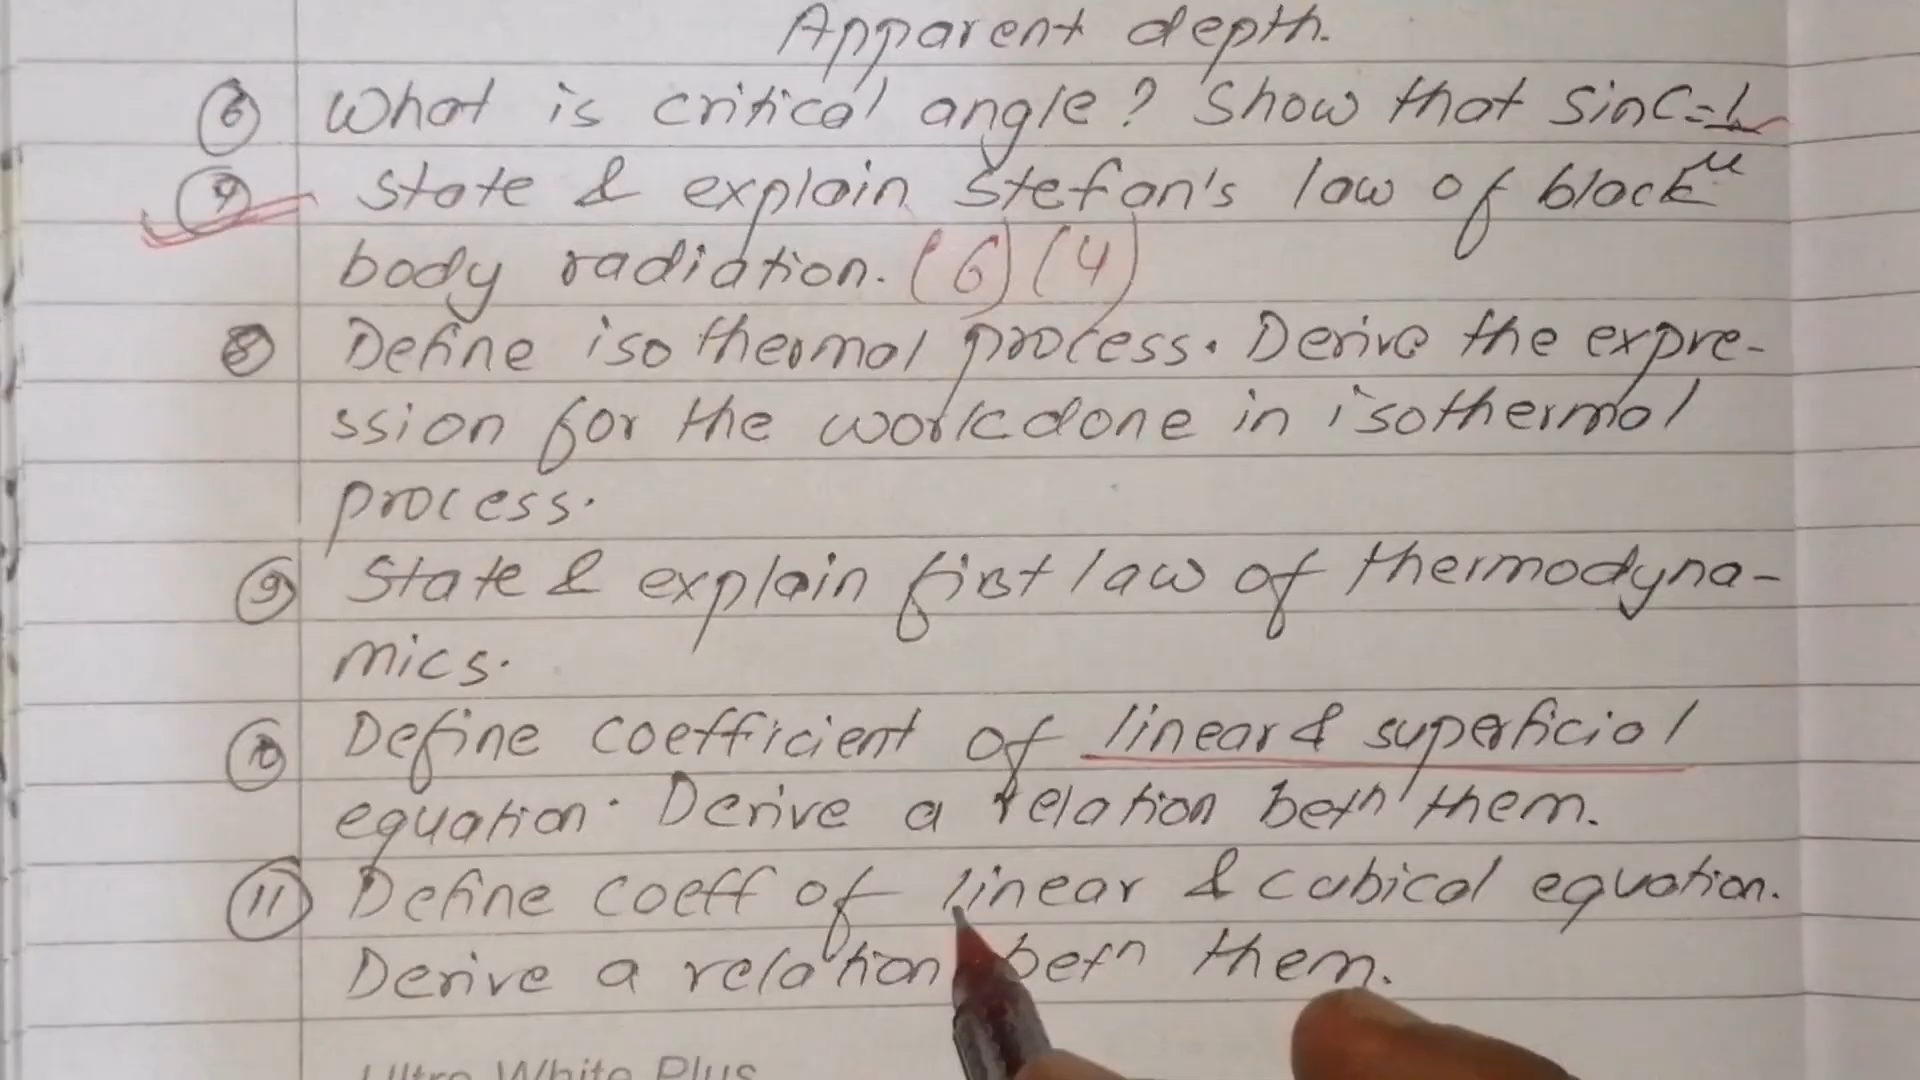 Apparent depth.
⑥ What is critical angle? Show that sinC=1/μ
⑦ State & explain Stefan's law of black
body radiation. (6) (4)
⑧ Define isothermal process. Derive the expre-
ssion for the workdone in isothermal
process.
⑨ State & explain first law of thermodyna-
mics.
⑩ Define coefficient of linear & superficial
equation. Derive a relation betn them.
⑪ Define coeff of linear & cubical equation.
Derive a relation betn them.
Ultra White Plus